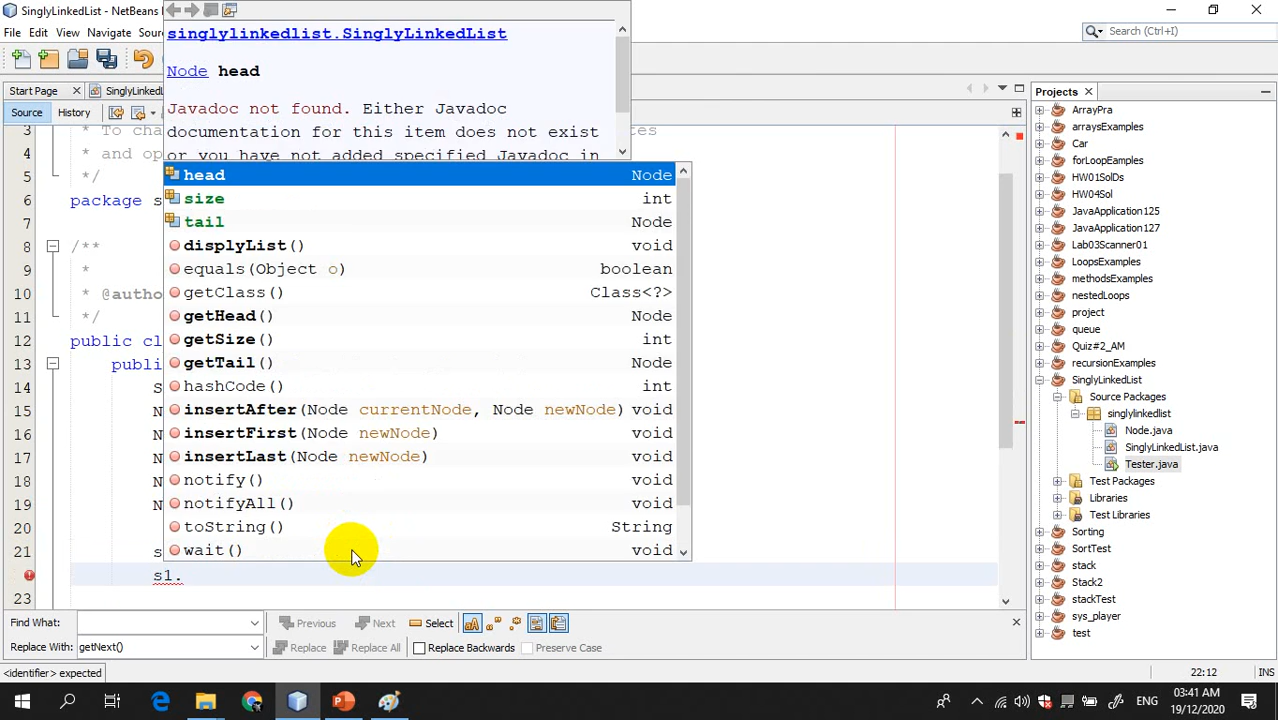 SinglyLinkedList - NetBeans
Search (Ctrl+I)
File Edit View Navigate Sour
singlylinkedlist.SinglyLinkedList
Node head
Javadoc not found. Either Javadoc
documentation for this item does not exist
or you have not added specified Javadoc in
Start Page
SinglyLinked
Source History
3 * To cha tes
4 * and op
5 */
6 package s
7
8 /**
9 *
10 * @autho
11 */
12 public cl
13 publi
14 S
15 N
16 N
17 N
18 N
19 N
20
21 s
s1.
23
head Node
size int
tail Node
displyList() void
equals(Object o) boolean
getClass() Class<?>
getHead() Node
getSize() int
getTail() Node
hashCode() int
insertAfter(Node currentNode, Node newNode) void
insertFirst(Node newNode) void
insertLast(Node newNode) void
notify() void
notifyAll() void
toString() String
wait() void
Projects
ArrayPra
arraysExamples
Car
forLoopEamples
HW01SolDs
HW04Sol
JavaApplication125
JavaApplication127
Lab03Scanner01
LoopsExamples
methodsExamples
nestedLoops
project
queue
Quiz#2_AM
recursionExamples
SinglyLinkedList
Source Packages
singlylinkedlist
Node.java
SinglyLinkedList.java
Tester.java
Test Packages
Libraries
Test Libraries
Sorting
SortTest
stack
Stack2
stackTest
sys_player
test
Find What: Previous Next Select
Replace With: getNext() Replace Replace All Replace Backwards Preserve Case
<identifier> expected
22:12 INS
ENG
03:41 AM
19/12/2020